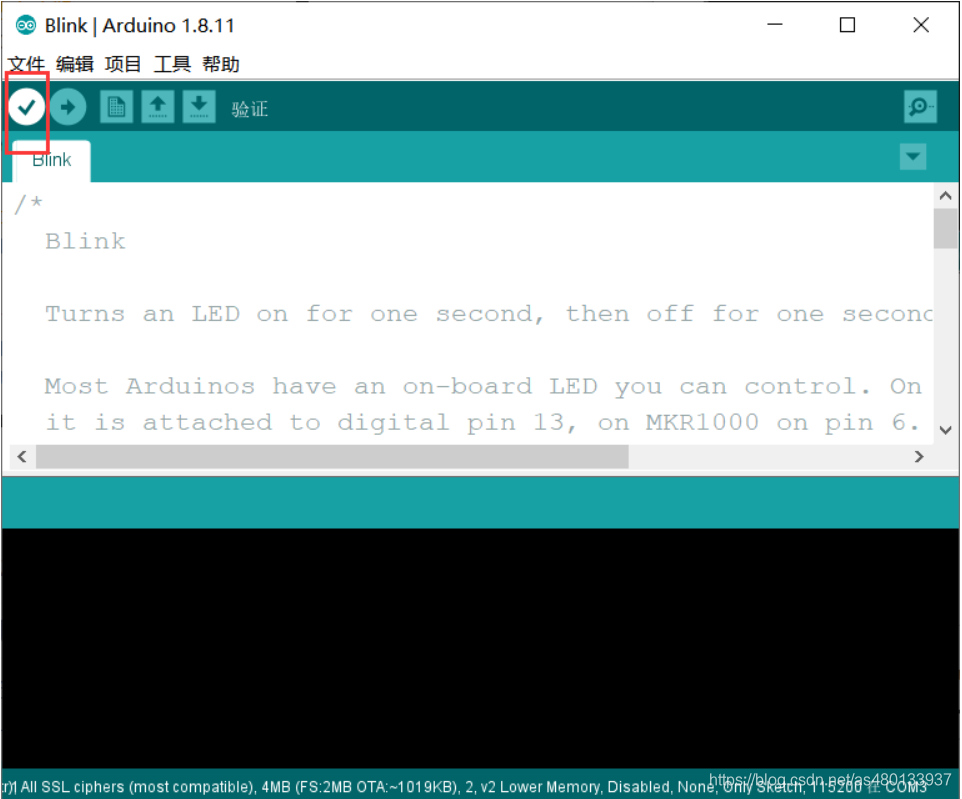 Blink | Arduino 1.8.11
文件 编辑 项目 工具 帮助
验证
Blink
/*
Blink
Turns an LED on for one second, then off for one second
Most Arduinos have an on-board LED you can control. On
it is attached to digital pin 13, on MKR1000 on pin 6.
https://blog.csdn.net/as480133937
All SSL ciphers (most compatible), 4MB (FS:2MB OTA:~1019KB), 2, v2 Lower Memory, Disabled, None, Only Sketch, 115200 在 COM3